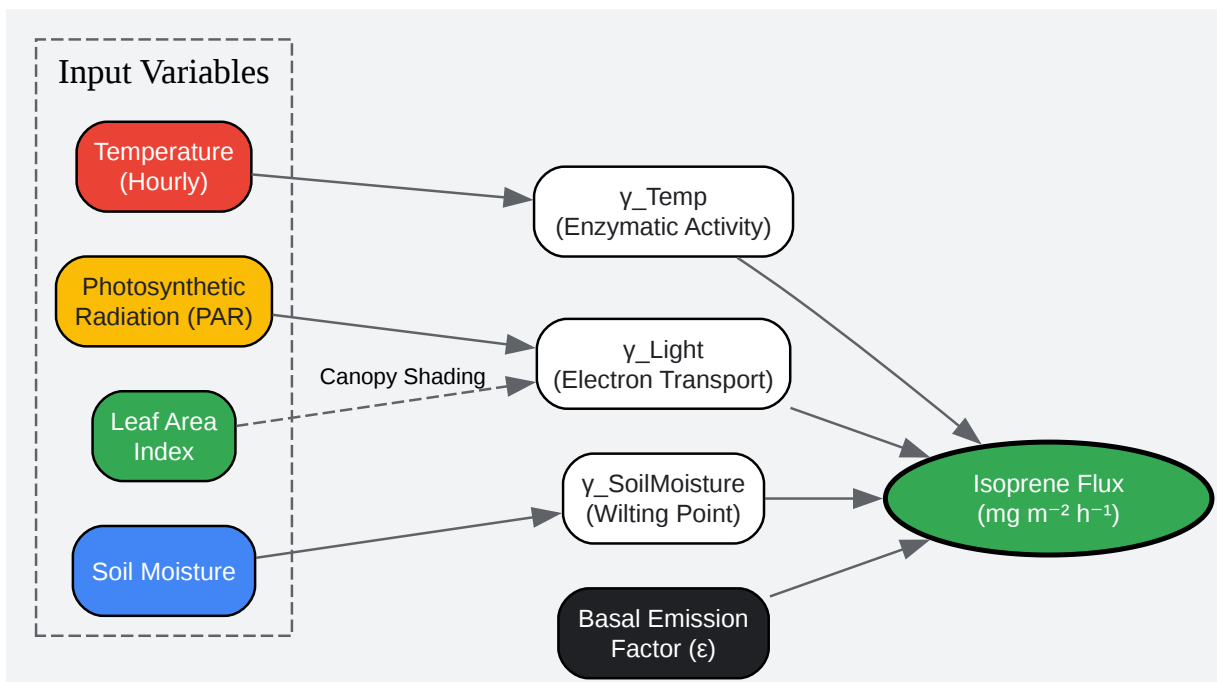 Input Variables
Temperature
(Hourly)
Photosynthetic
Radiation (PAR)
Leaf Area
Index
Soil Moisture
Canopy Shading
γ_Temp
(Enzymatic Activity)
γ_Light
(Electron Transport)
γ_SoilMoisture
(Wilting Point)
Basal Emission
Factor (ε)
Isoprene Flux
(mg m⁻² h⁻¹)